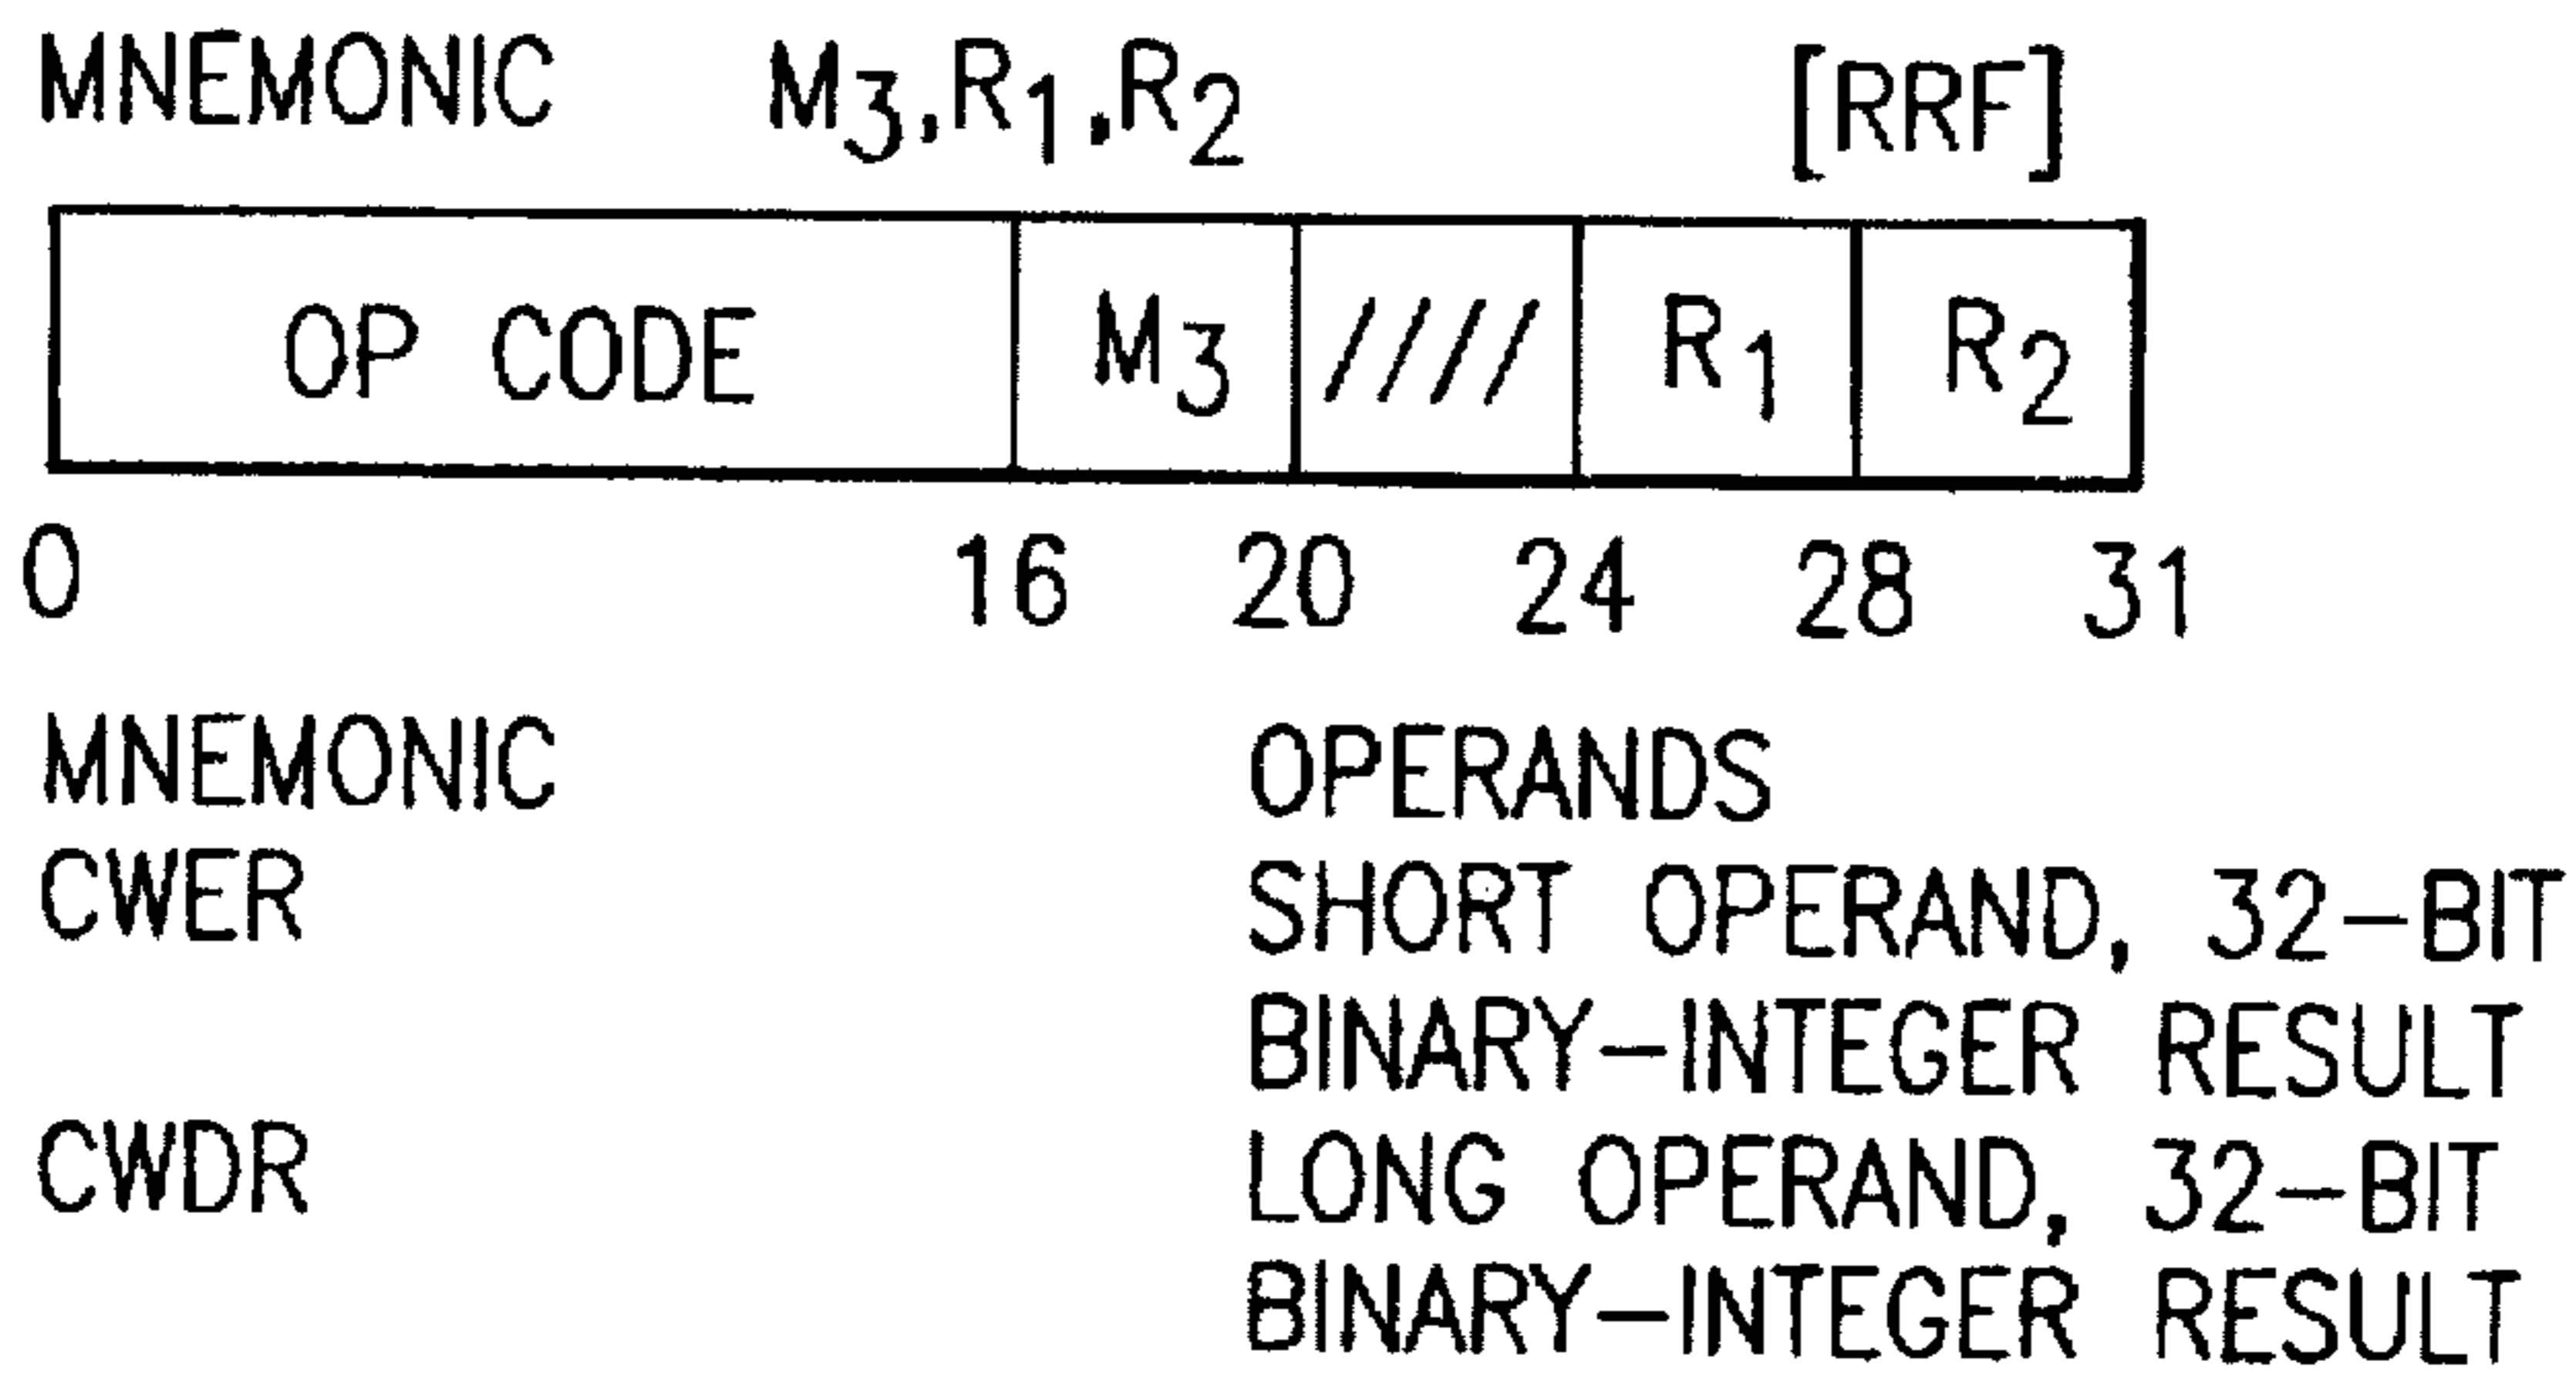 MNEMONIC M3,R1,R2 [RRF]
OP CODE M3 //// R1 R2
0 16 20 24 28 31
MNEMONIC OPERANDS
CWER SHORT OPERAND, 32-BIT
BINARY-INTEGER RESULT
CWDR LONG OPERAND, 32-BIT
BINARY-INTEGER RESULT